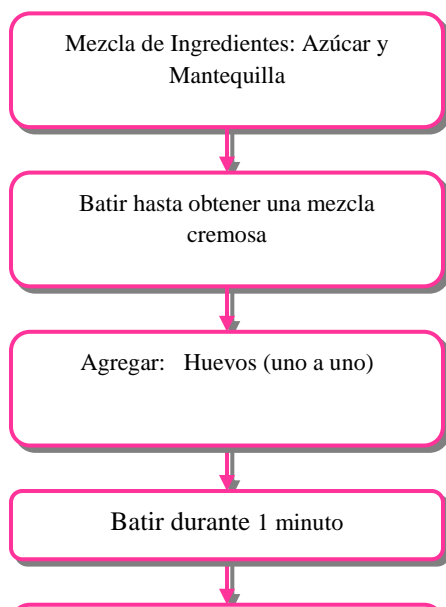 Mezcla de Ingredientes: Azúcar y
Mantequilla
Batir hasta obtener una mezcla
cremosa
Agregar: Huevos (uno a uno)
Batir durante 1 minuto